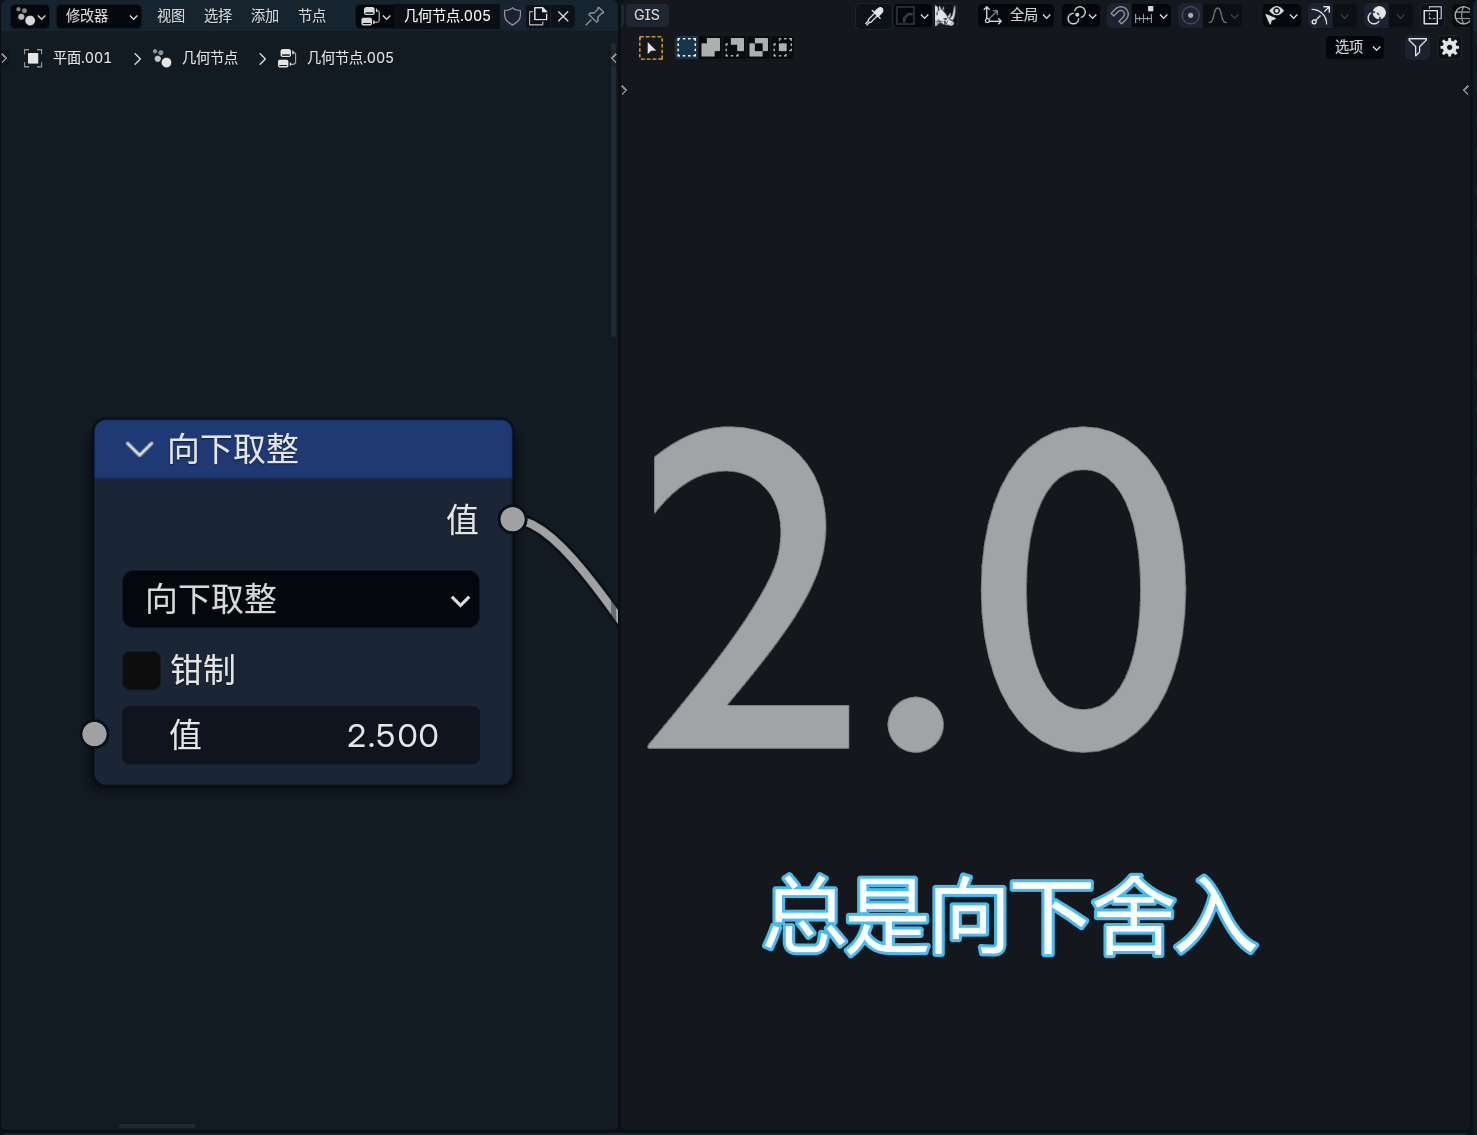 修改器 视图 选择 添加 节点 几何节点.005
GIS 全局
平面.001 几何节点 几何节点.005
选项
向下取整
值
向下取整
钳制
值 2.500
2.0
总是向下舍入